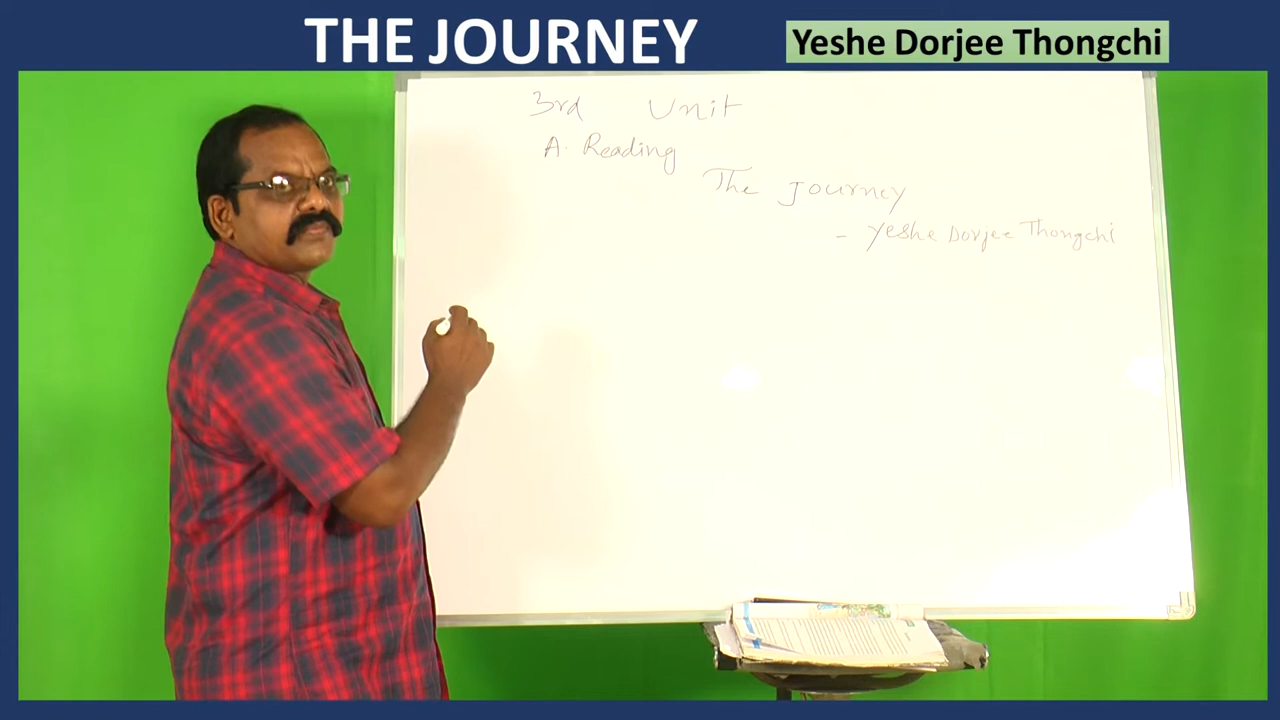 THE JOURNEY
Yeshe Dorjee Thongchi
3rd Unit
A. Reading
The Journey
- Yeshe Dorjee Thongchi